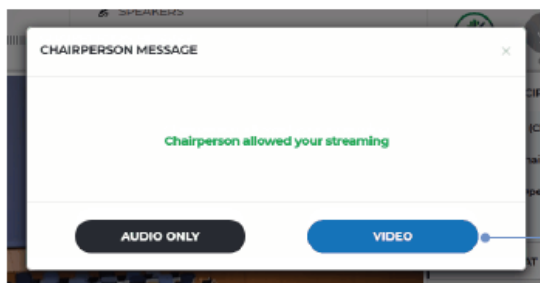 SPEAKERS
CHAIRPERSON MESSAGE
×
Chairperson allowed your streaming
AUDIO ONLY
VIDEO